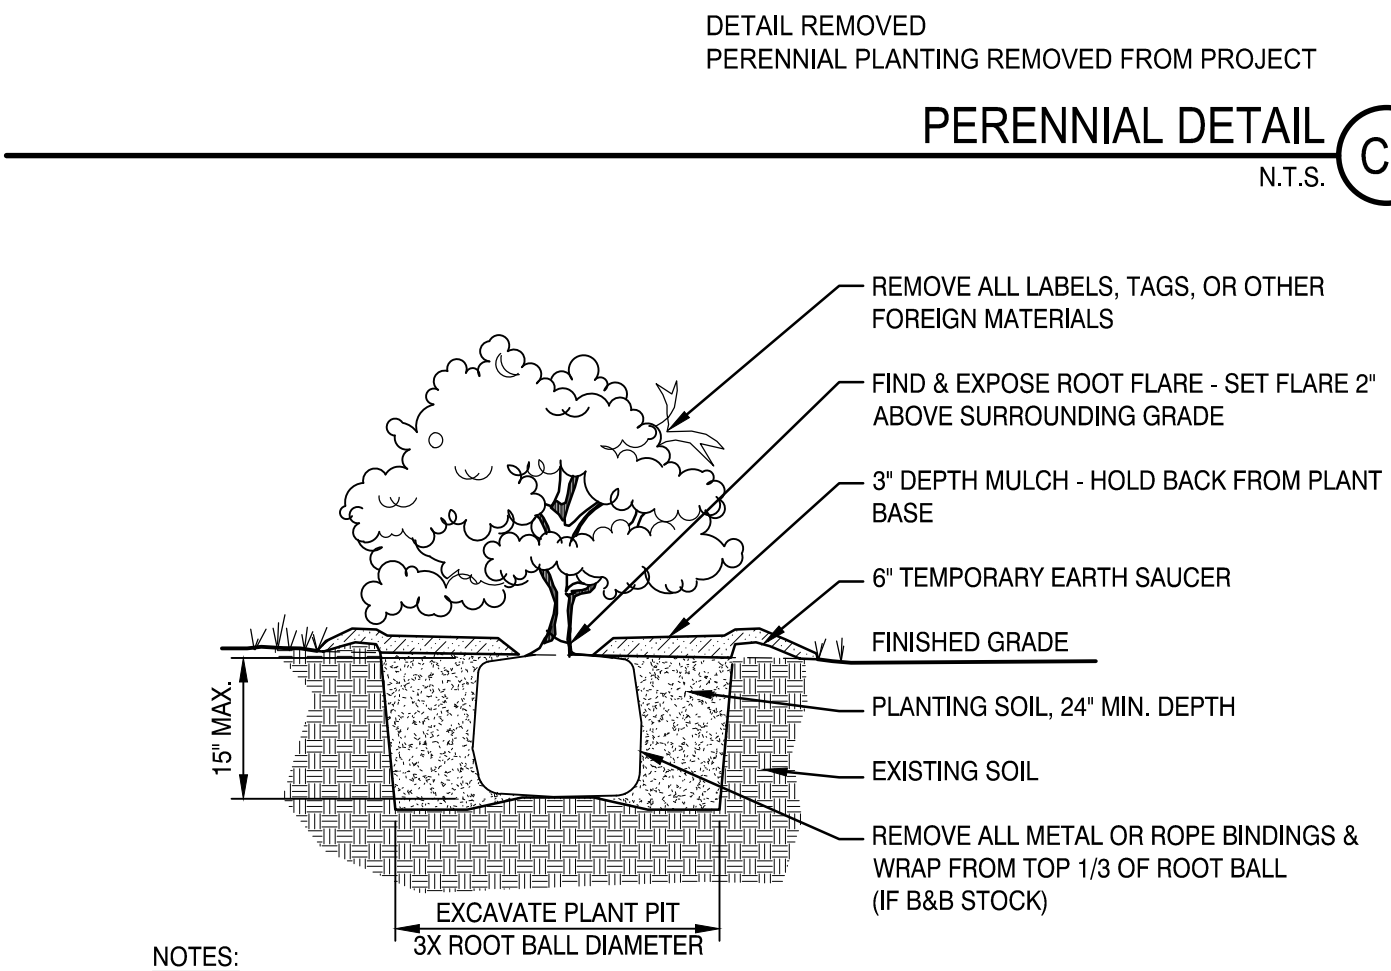 DETAIL REMOVED
PERENNIAL PLANTING REMOVED FROM PROJECT
PERENNIAL DETAIL
C
N.T.S.
REMOVE ALL LABELS, TAGS, OR OTHER
FOREIGN MATERIALS
FIND & EXPOSE ROOT FLARE - SET FLARE 2"
ABOVE SURROUNDING GRADE
3" DEPTH MULCH - HOLD BACK FROM PLANT
BASE
6" TEMPORARY EARTH SAUCER
FINISHED GRADE
PLANTING SOIL, 24" MIN. DEPTH
15" MAX.
EXISTING SOIL
REMOVE ALL METAL OR ROPE BINDINGS &
WRAP FROM TOP 1/3 OF ROOT BALL
(IF B&B STOCK)
EXCAVATE PLANT PIT
3X ROOT BALL DIAMETER
NOTES: